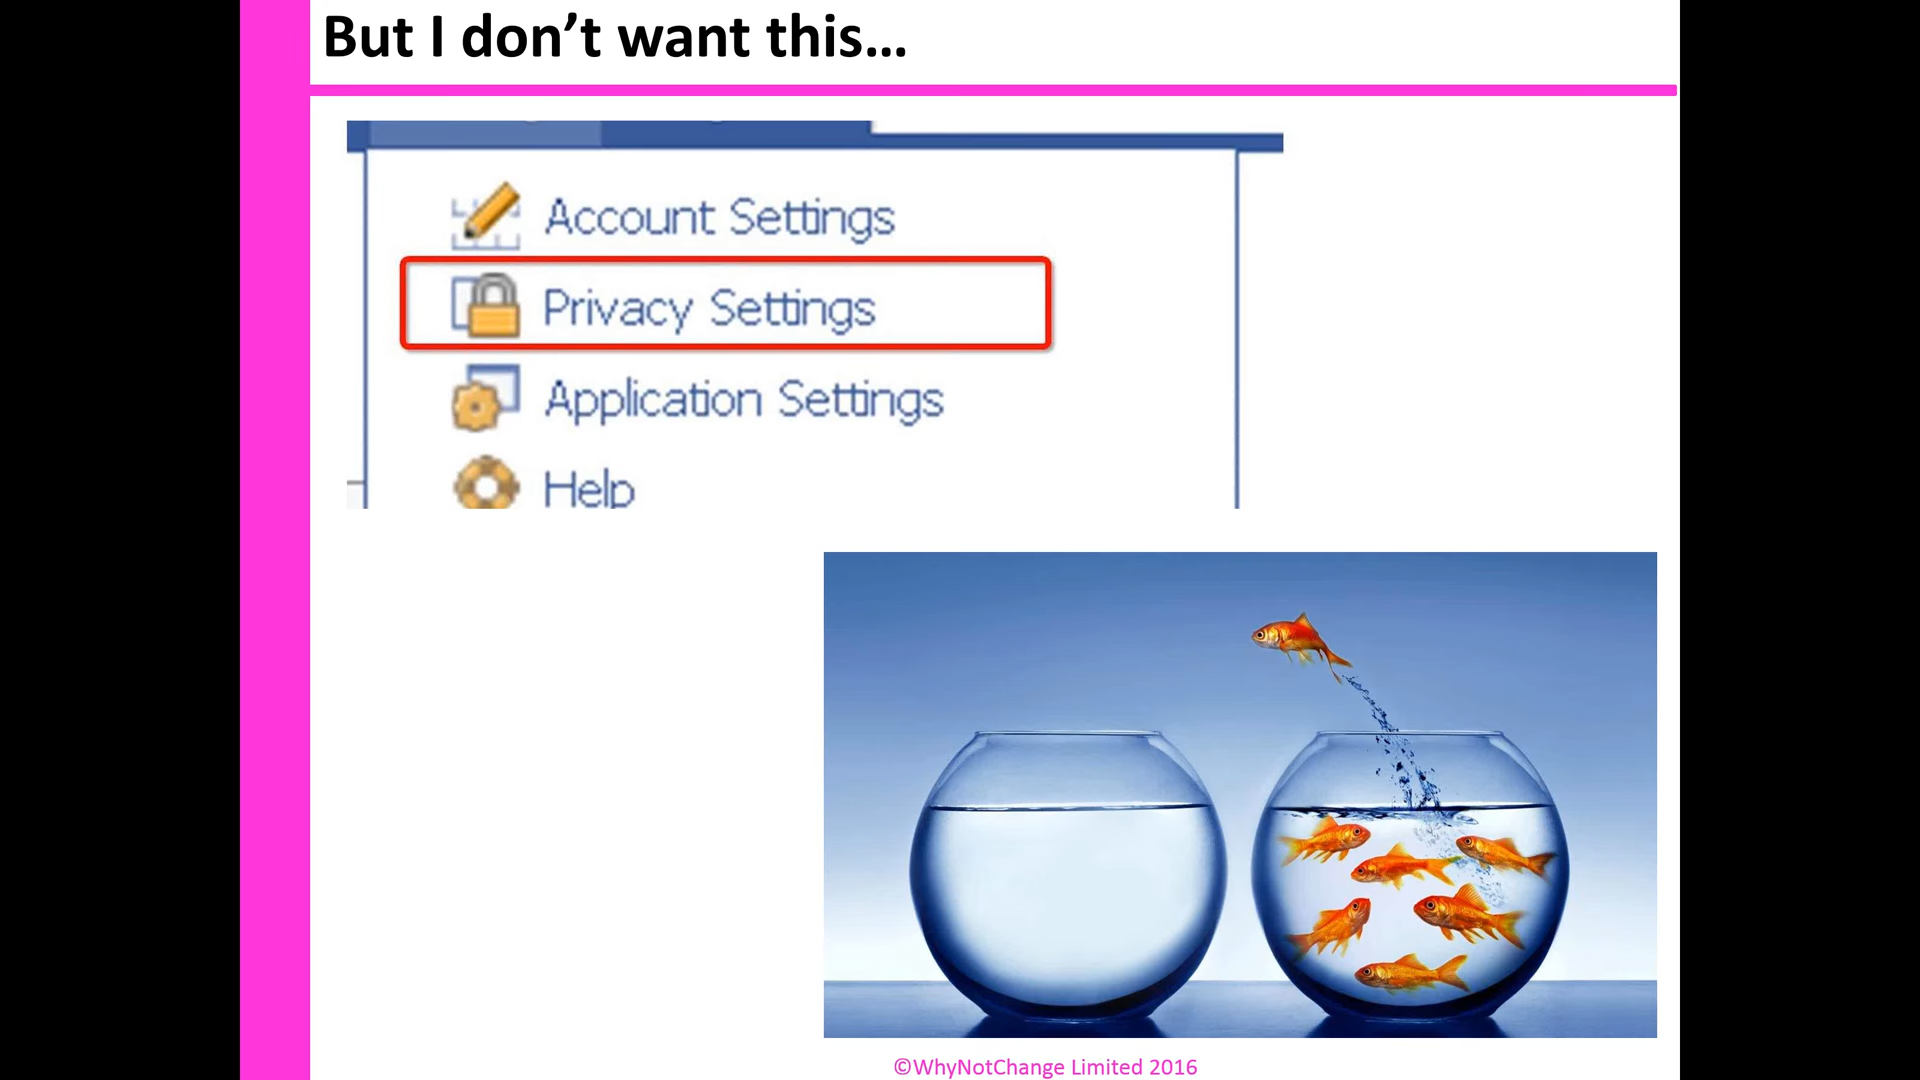 But I don’t want this…
Account Settings
Privacy Settings
Application Settings
Help
©WhyNotChange Limited 2016